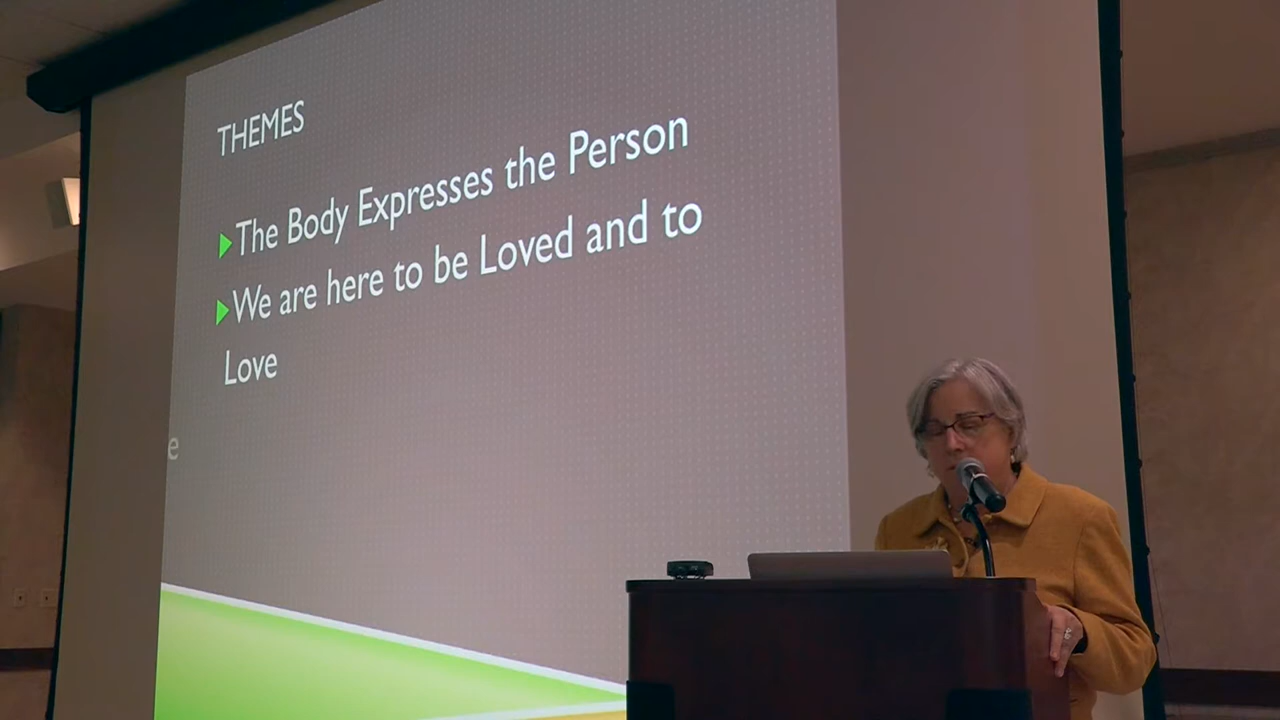 THEMES
The Body Expresses the Person
We are here to be Loved and to
Love
e